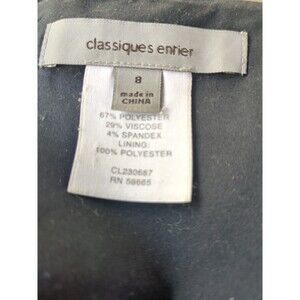 classiques entier
8
made in
CHINA
67% POLYESTER
29% VISCOSE
4% SPANDEX
LINING:
100% POLYESTER
CL230687
RN 58665